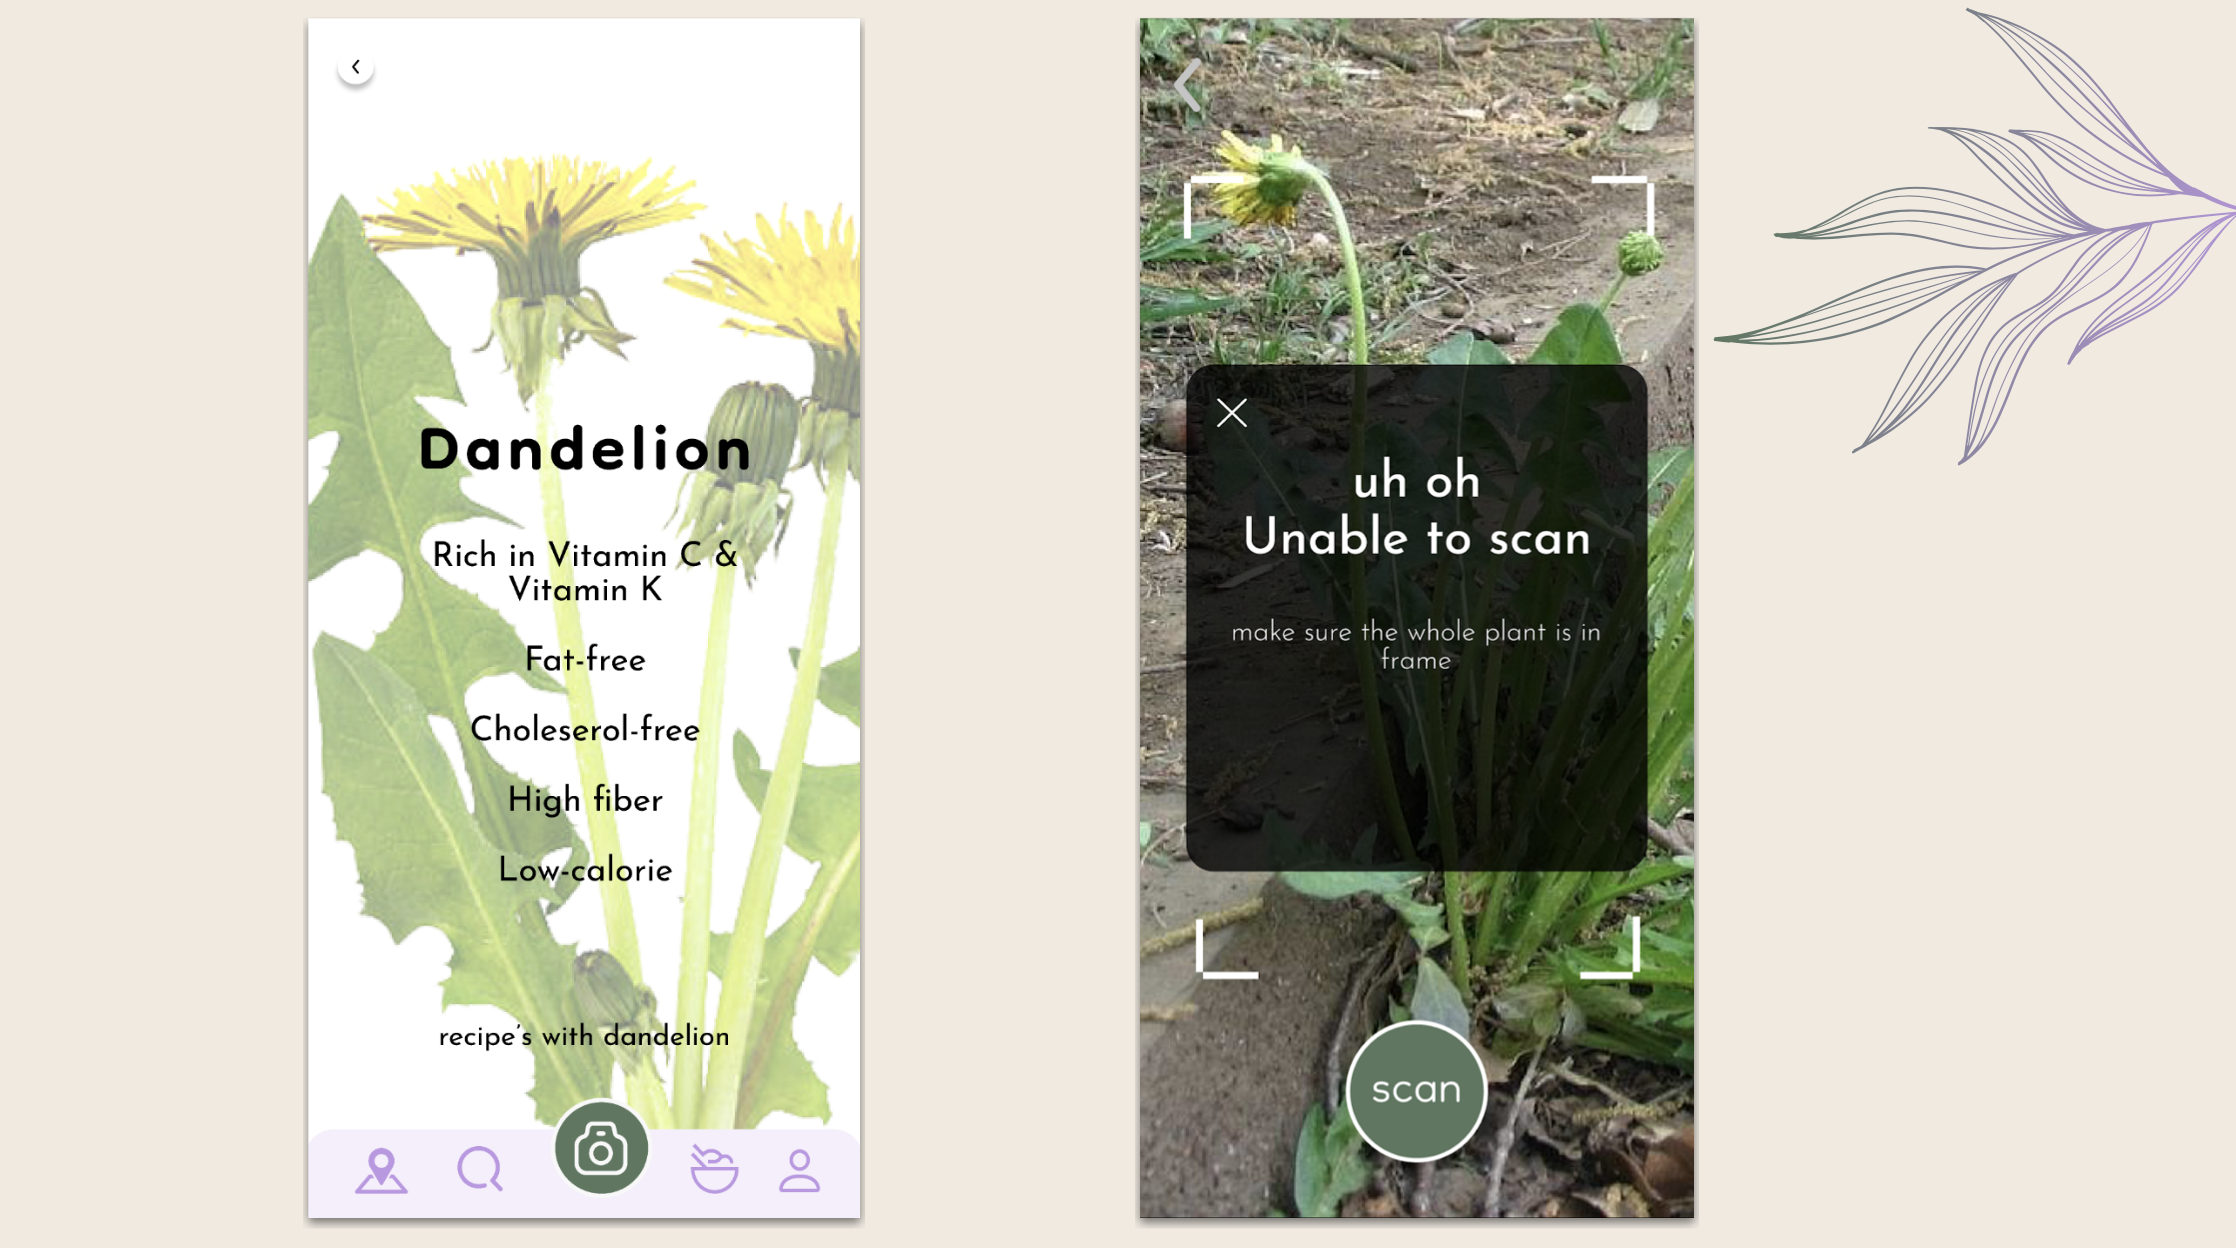 Dandelion
Rich in Vitamin C &
Vitamin K
Fat-free
Choleserol-free
High fiber
Low-calorie
recipe's with dandelion
uh oh
Unable to scan
make sure the whole plant is in
frame
scan